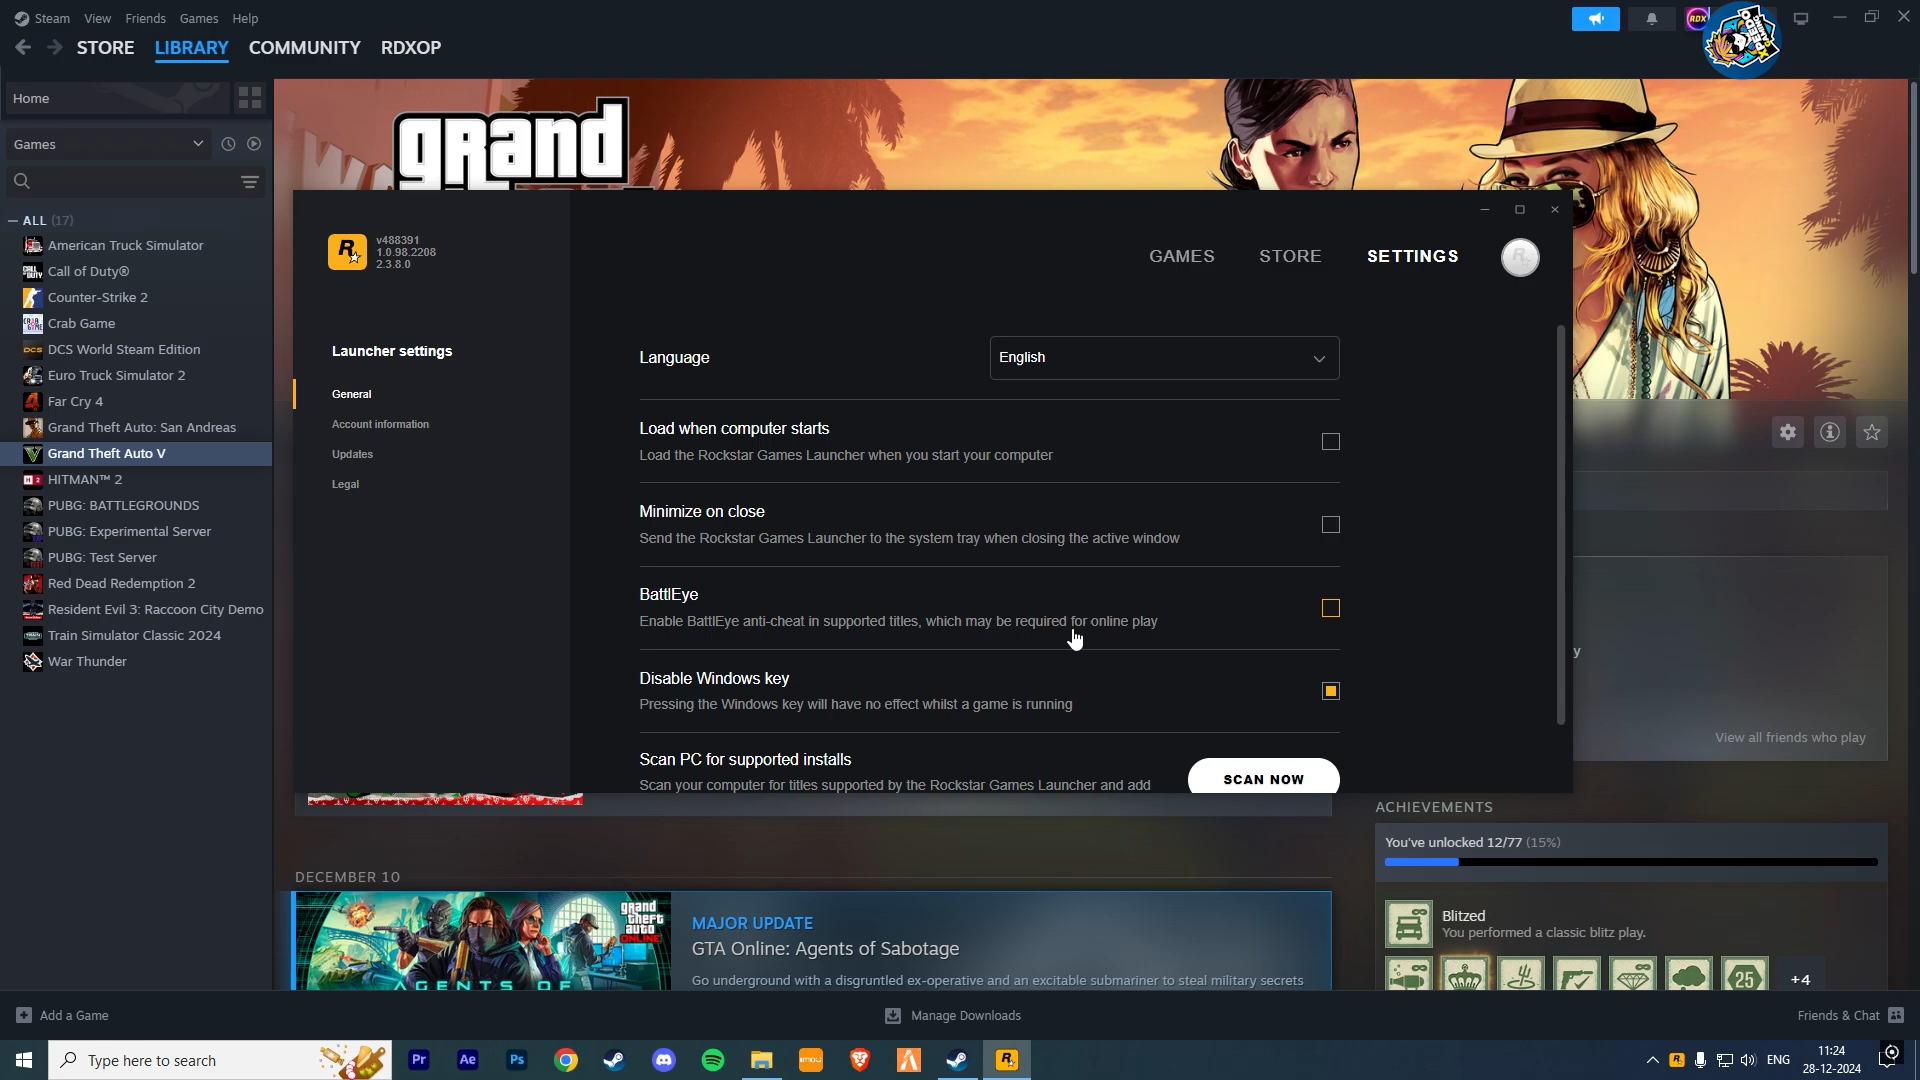 Steam View Friends Games Help
STORE LIBRARY COMMUNITY RDXOP
Home
Games
ALL (17)
American Truck Simulator
Call of Duty®
Counter-Strike 2
Crab Game
DCS World Steam Edition
Euro Truck Simulator 2
Far Cry 4
Grand Theft Auto: San Andreas
Grand Theft Auto V
HITMAN™ 2
PUBG: BATTLEGROUNDS
PUBG: Experimental Server
PUBG: Test Server
Red Dead Redemption 2
Resident Evil 3: Raccoon City Demo
Train Simulator Classic 2024
War Thunder
grand
v488391
1.0.98.2208
2.3.8.0
GAMES STORE SETTINGS
Launcher settings
General
Account information
Updates
Legal
Language English
Load when computer starts
Load the Rockstar Games Launcher when you start your computer
Minimize on close
Send the Rockstar Games Launcher to the system tray when closing the active window
BattlEye
Enable BattlEye anti-cheat in supported titles, which may be required for online play
Disable Windows key
Pressing the Windows key will have no effect whilst a game is running
Scan PC for supported installs
Scan your computer for titles supported by the Rockstar Games Launcher and add
SCAN NOW
y
View all friends who play
ACHIEVEMENTS
You've unlocked 12/77 (15%)
Blitzed
You performed a classic blitz play.
25 +4
DECEMBER 10
grand
theft
auto
ONLINE
AGENTS OF
MAJOR UPDATE
GTA Online: Agents of Sabotage
Go underground with a disgruntled ex-operative and an excitable submariner to steal military secrets
Add a Game
Manage Downloads
Friends & Chat
Type here to search
Pr Ae Ps
ENG
11:24
28-12-2024